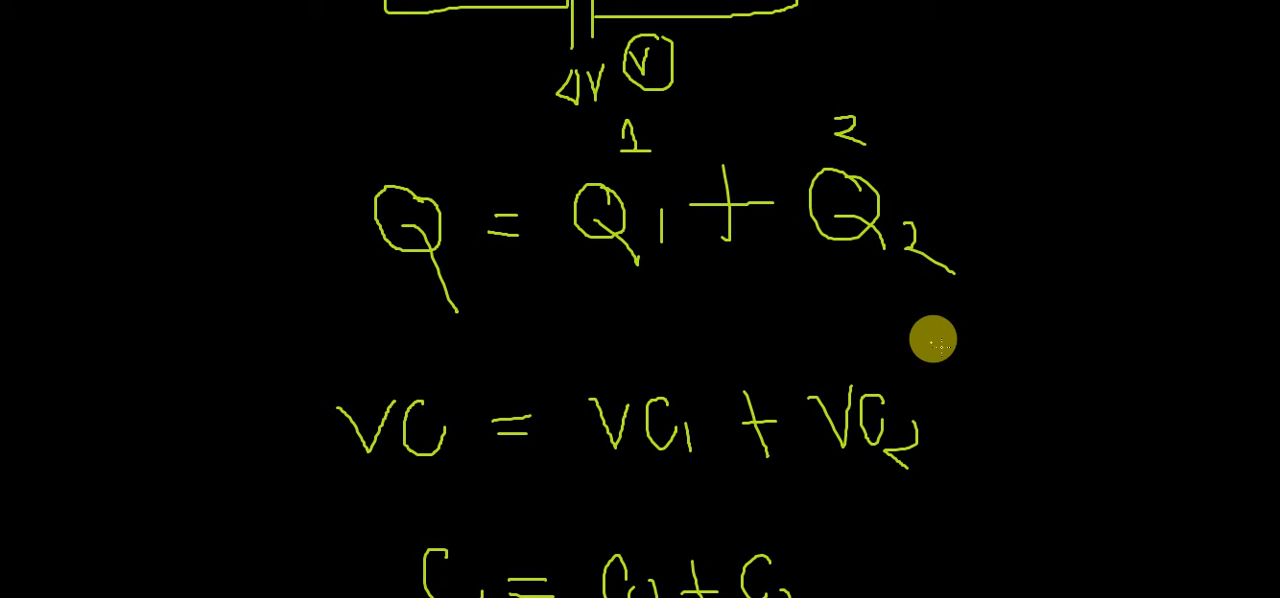 ΔV V
1 2
Q = Q1 + Q2
VC = VC1 + VC2